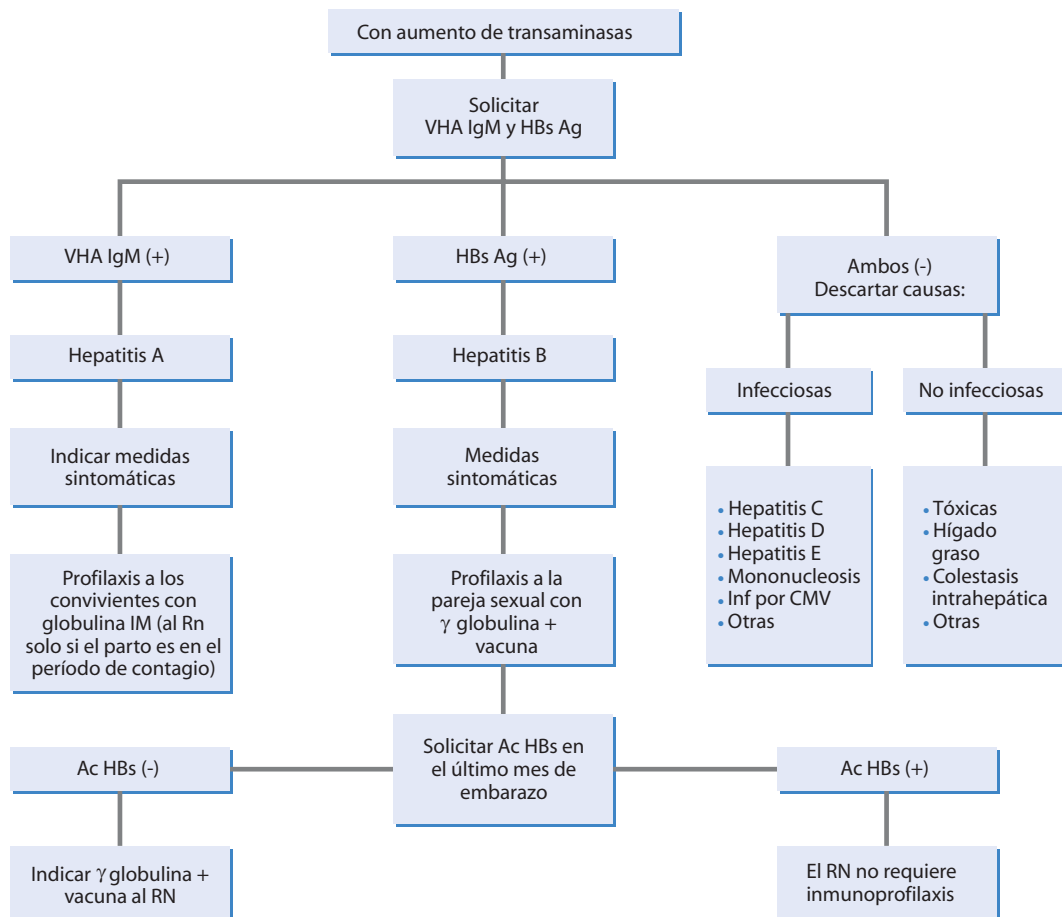 Con aumento de transaminasas
Solicitar
VHA IgM y HBs Ag
VHA IgM (+)
HBs Ag (+)
Ambos (-)
Descartar causas:
Hepatitis A
Hepatitis B
Infecciosas
No infecciosas
Indicar medidas
sintomáticas
Medidas
sintomáticas
• Hepatitis C
• Hepatitis D
• Hepatitis E
• Mononucleosis
• Inf por CMV
• Otras
• Tóxicas
• Hígado
graso
• Colestasis
intrahepática
• Otras
Profilaxis a los
convivientes con
globulina IM (al Rn
solo si el parto es en el
período de contagio)
Profilaxis a la
pareja sexual con
γ globulina +
vacuna
Solicitar Ac HBs en
el último mes de
embarazo
Ac HBs (-)
Ac HBs (+)
Indicar γ globulina +
vacuna al RN
El RN no requiere
inmunoprofilaxis